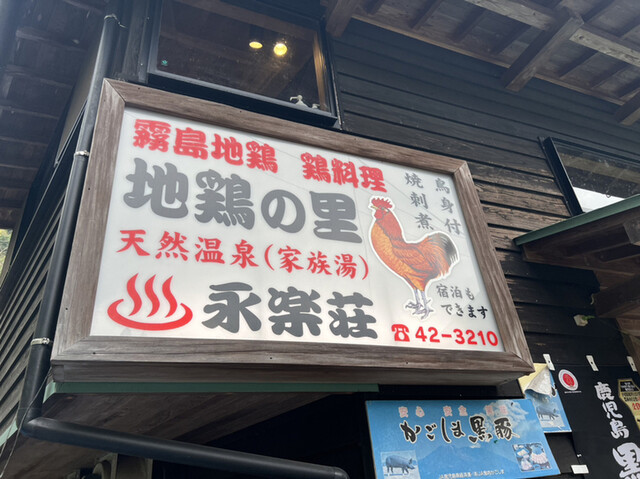 霧島地鶏 鶏料理
地鶏の里
天然温泉(家族湯)
永楽荘
鳥身付
焼刺煮
宿泊も
できます
☎42-3210
かごしま黒豚
鹿児島黒